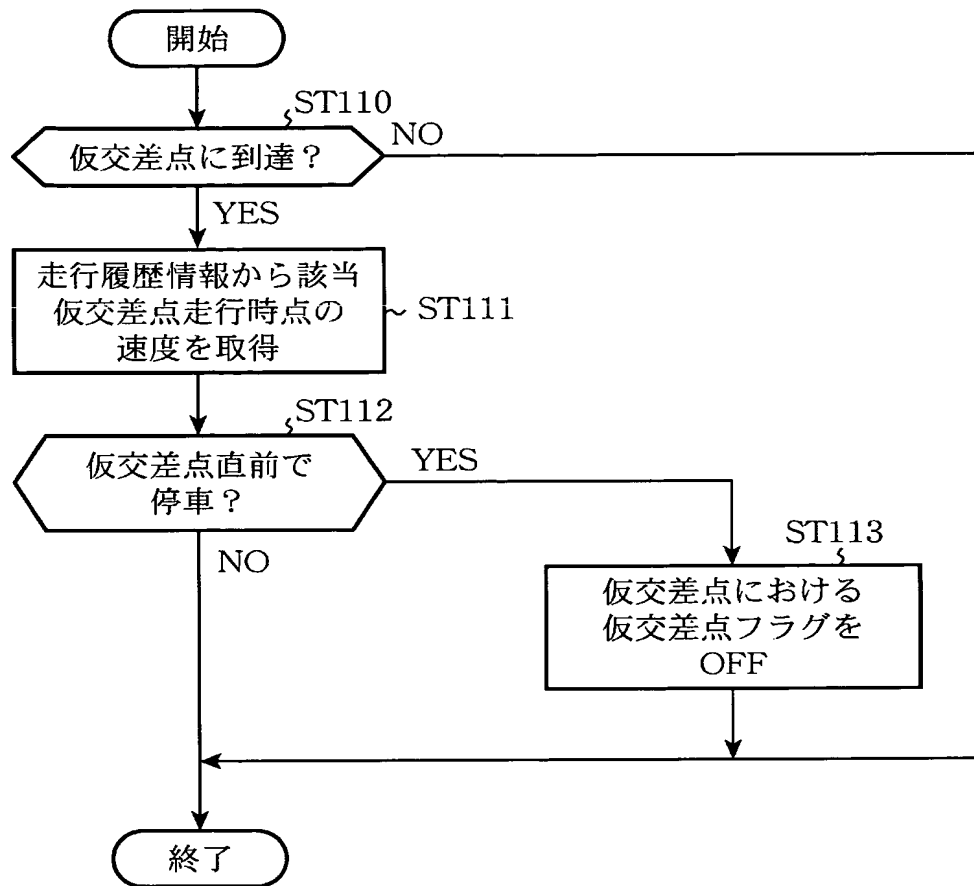 開始
ST110
仮交差点に到達?
NO
YES
走行履歴情報から該当
仮交差点走行時点の
速度を取得
ST111
ST112
仮交差点直前で
停車?
YES
NO
ST113
仮交差点における
仮交差点フラグを
OFF
終了